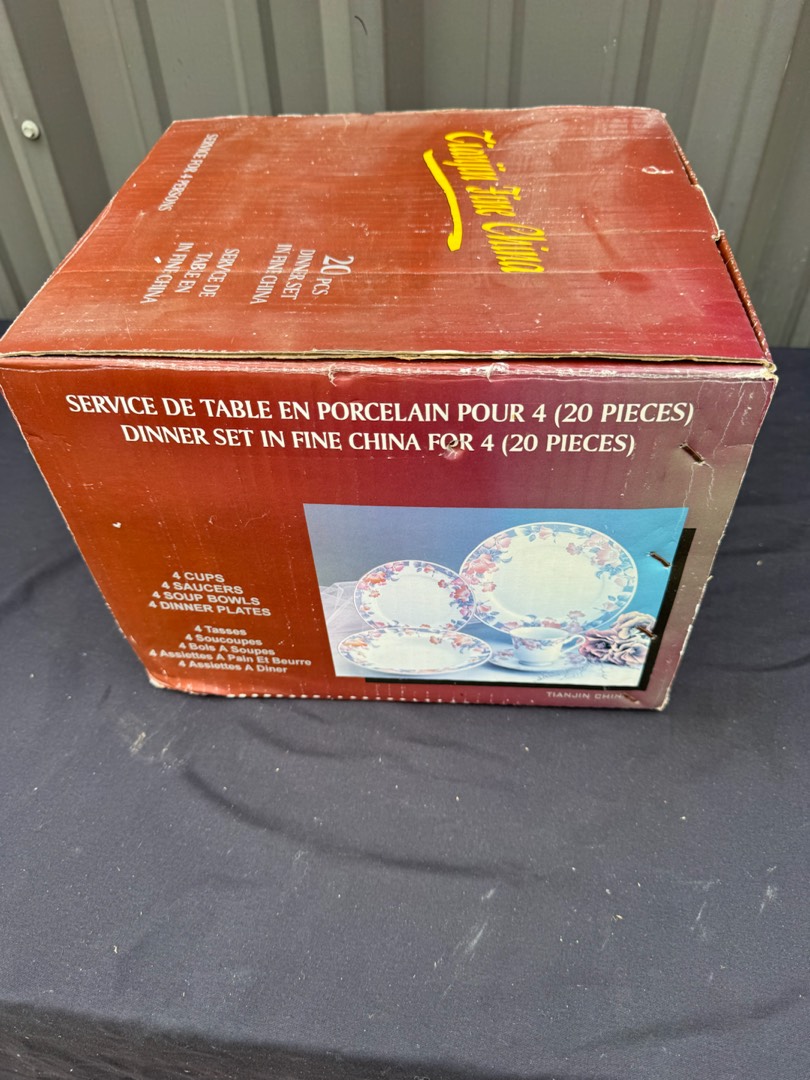 Tianjin Fine China
SERVICE FOR 4 PERSONS
20 PCS
DINNER SET
IN FINE CHINA
SERVICE DE
TABLE EN
IN FINE CHINA
SERVICE DE TABLE EN PORCELAIN POUR 4 (20 PIECES)
DINNER SET IN FINE CHINA FOR 4 (20 PIECES)
4 CUPS
4 SAUCERS
4 SOUP BOWLS
4 DINNER PLATES
4 Tasses
4 Soucoupes
4 Bols A Soupes
4 Assiettes A Pain Et Beurre
4 Assiettes A Diner
TIANJIN CHINA